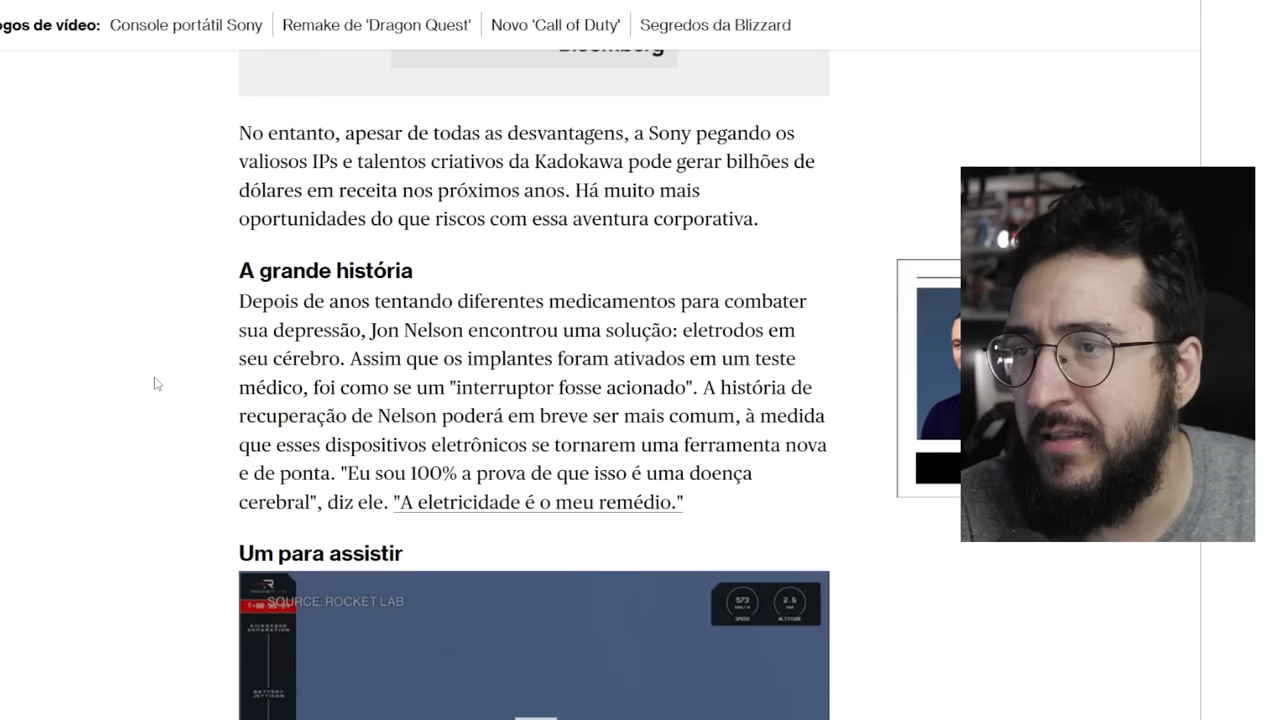 ogos de vídeo: Console portátil Sony Remake de 'Dragon Quest' Novo 'Call of Duty' Segredos da Blizzard
Bloomberg
No entanto, apesar de todas as desvantagens, a Sony pegando os
valiosos IPs e talentos criativos da Kadokawa pode gerar bilhões de
dólares em receita nos próximos anos. Há muito mais
oportunidades do que riscos com essa aventura corporativa.
A grande história
Depois de anos tentando diferentes medicamentos para combater
sua depressão, Jon Nelson encontrou uma solução: eletrodos em
seu cérebro. Assim que os implantes foram ativados em um teste
médico, foi como se um "interruptor fosse acionado". A história de
recuperação de Nelson poderá em breve ser mais comum, à medida
que esses dispositivos eletrônicos se tornarem uma ferramenta nova
e de ponta. "Eu sou 100% a prova de que isso é uma doença
cerebral", diz ele. "A eletricidade é o meu remédio."
Um para assistir
SOURCE: ROCKET LAB
573 2.6
SPEED ALTITUDE
KICKSTAGE
SEPARATION
BATTERY
JETTISON